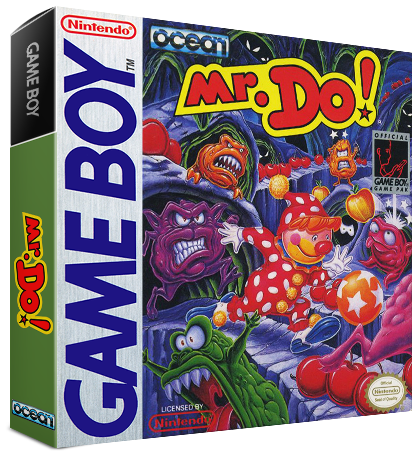 GAME BOY
Mr. Do!
ocean
Nintendo
GAME BOY™
ocean
Mr. Do!
OFFICIAL
GAME BOY
GAME PAK
LICENSED BY
Nintendo
Official
Nintendo
Seal of Quality